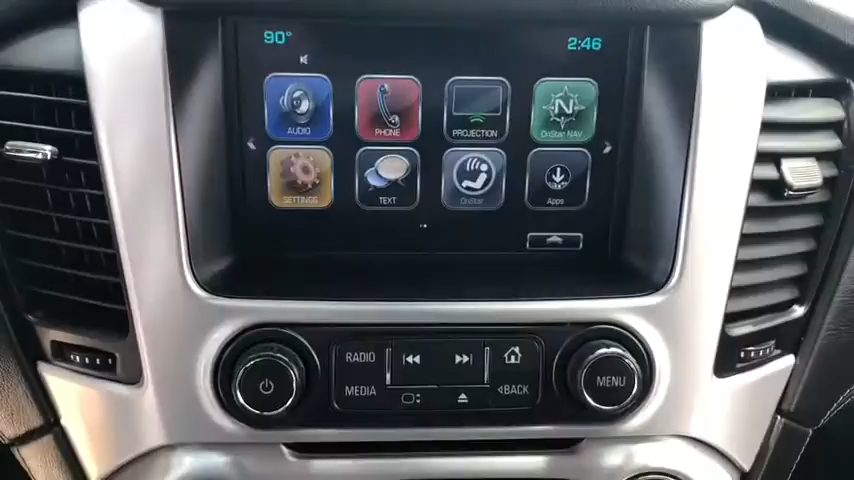 90°
2:46
AUDIO
PHONE
PROJECTION
N
OnStar NAV
SETTINGS
TEXT
OnStar
Apps
RADIO
MEDIA
BACK
MENU